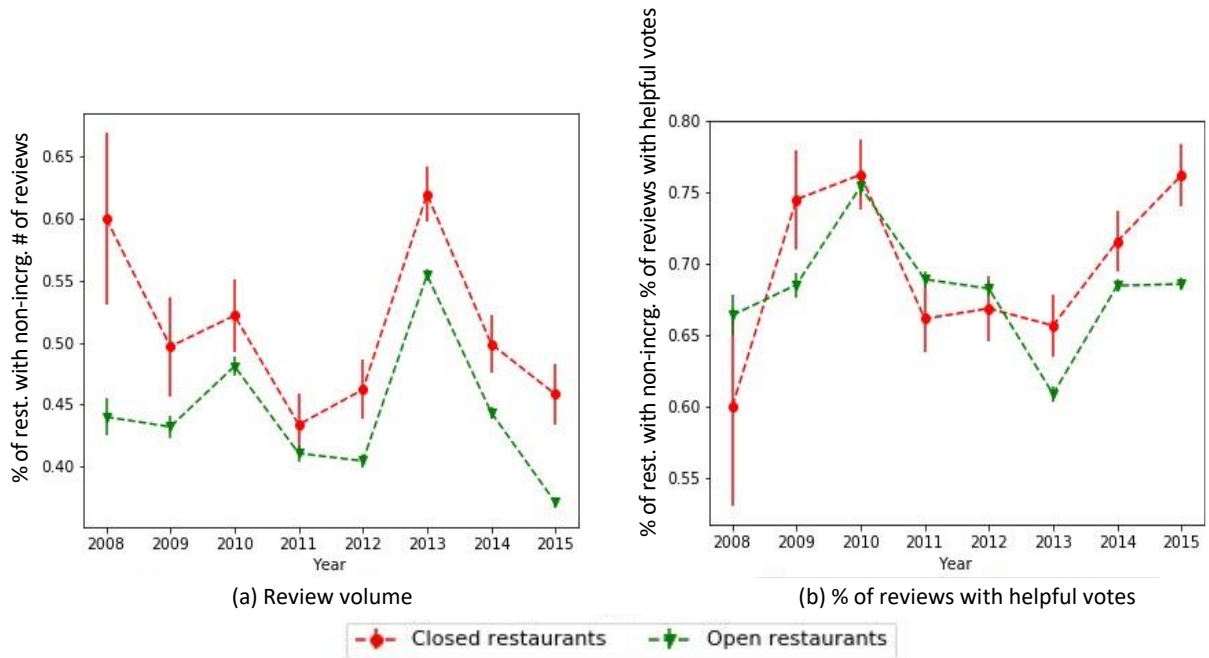 % of rest. with non-incrg. # of reviews
0.65
0.60
0.55
0.50
0.45
0.40
2008 2009 2010 2011 2012 2013 2014 2015
Year
(a) Review volume
% of rest. with non-incrg. % of reviews with helpful votes
0.80
0.75
0.70
0.65
0.60
0.55
2008 2009 2010 2011 2012 2013 2014 2015
Year
(b) % of reviews with helpful votes
Closed restaurants Open restaurants